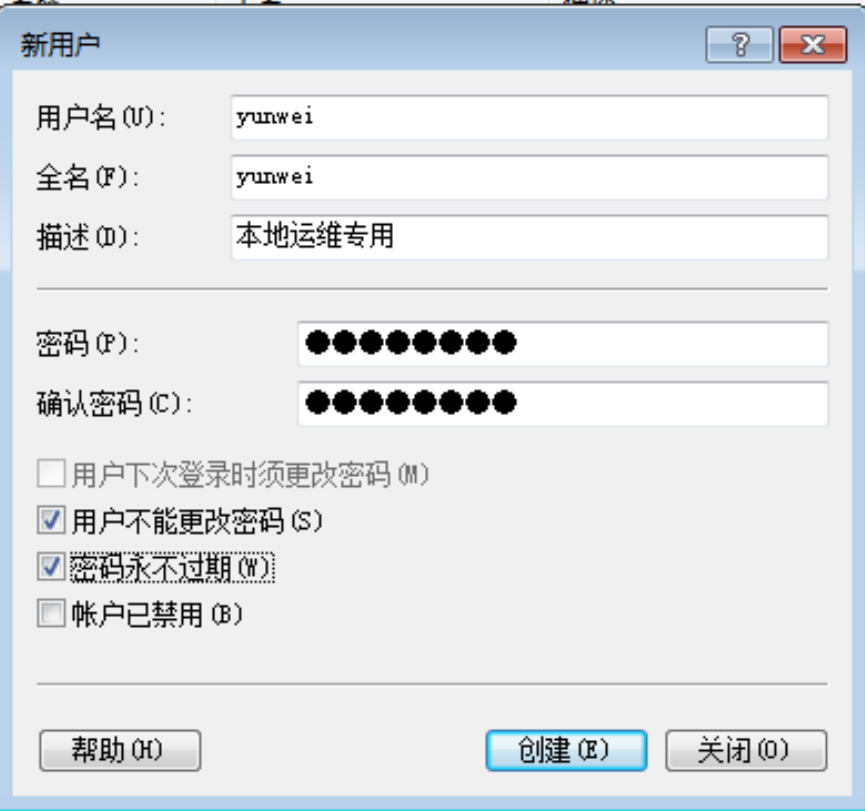 新用户
用户名(U): yunwei
全名(F): yunwei
描述(D): 本地运维专用
密码(P): ●●●●●●●●
确认密码(C): ●●●●●●●●
用户下次登录时须更改密码(M)
用户不能更改密码(S)
密码永不过期(W)
帐户已禁用(B)
帮助(H) 创建(E) 关闭(O)